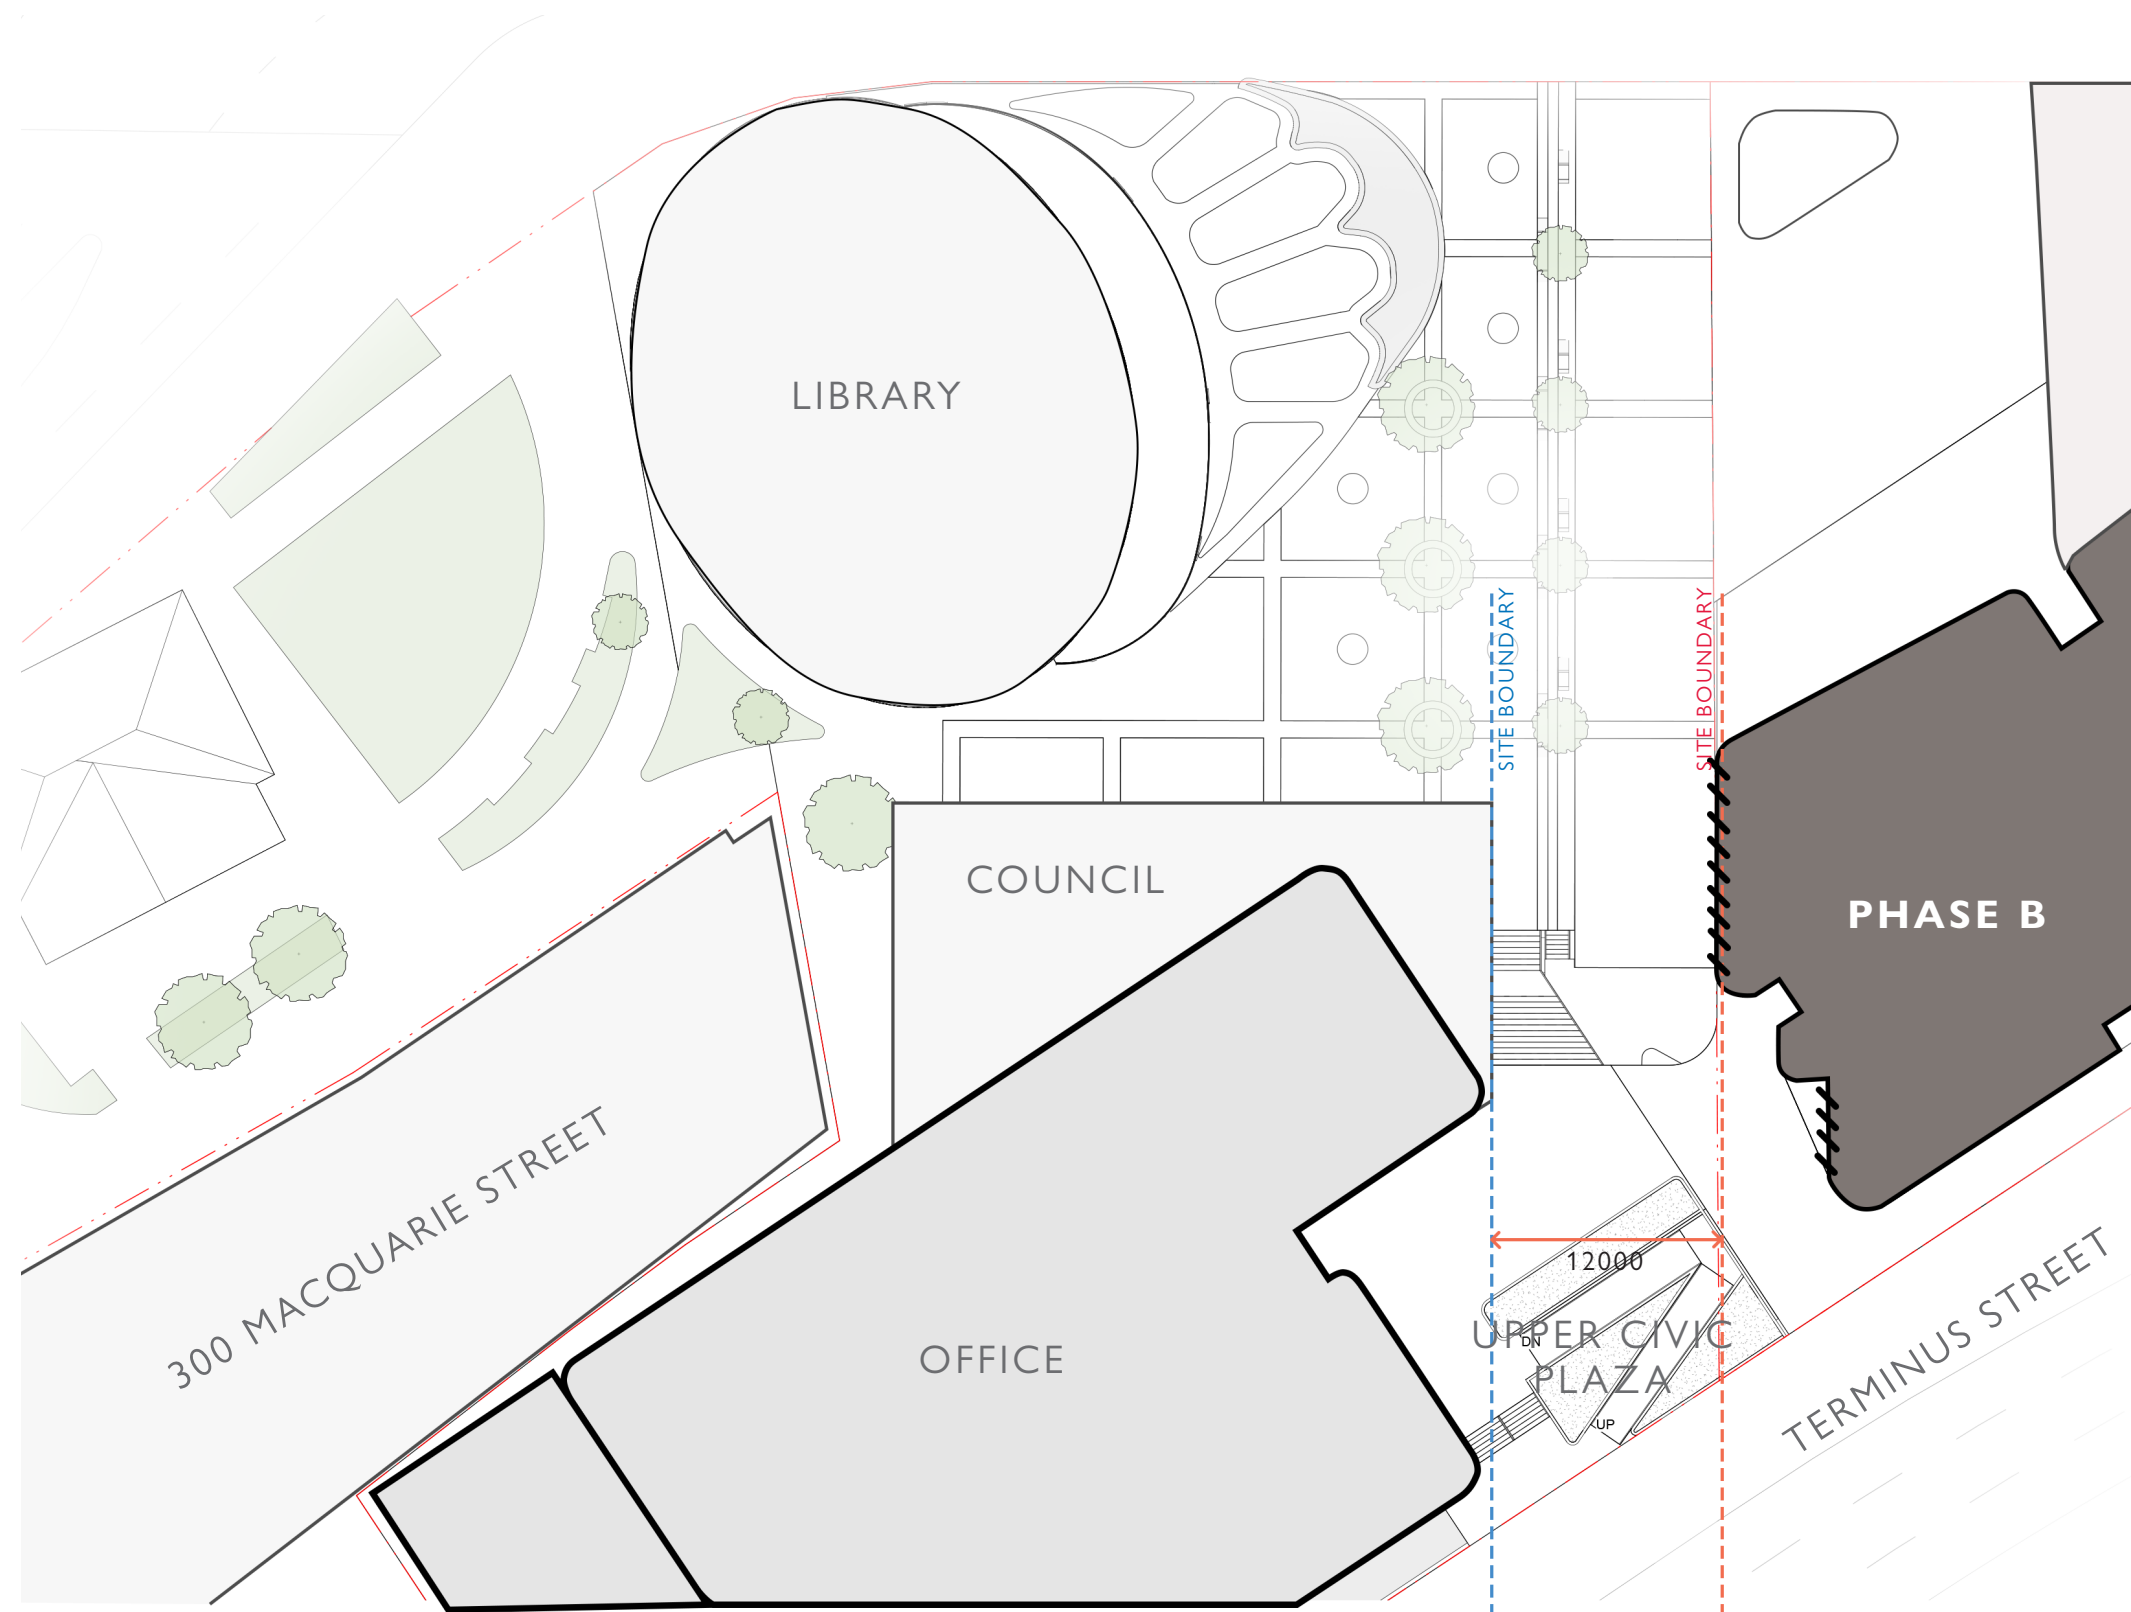 LIBRARY
SITE BOUNDARY
SITE BOUNDARY
COUNCIL
PHASE B
300 MACQUARIE STREET
12000
UPPER CIVIC
DN
PLAZA
OFFICE
UP
TERMINUS STREET